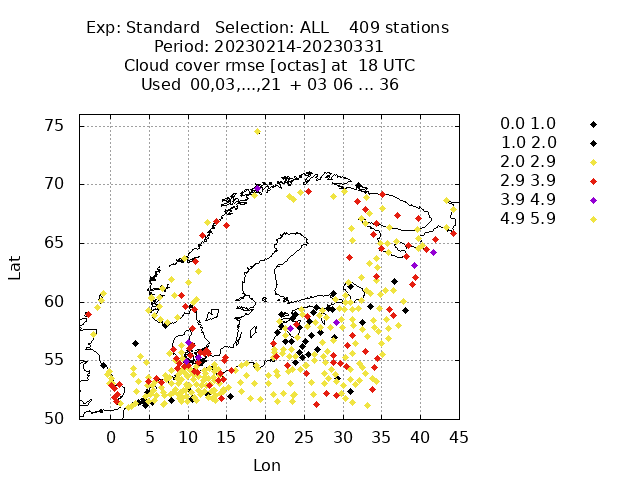 Exp: Standard Selection: ALL 409 stations
Period: 20230214-20230331
Cloud cover rmse [octas] at 18 UTC
Used 00,03,...,21 + 03 06 ... 36
75
70
65
60
55
50
Lat
0 5 10 15 20 25 30 35 40 45
Lon
0.0 1.0
1.0 2.0
2.0 2.9
2.9 3.9
3.9 4.9
4.9 5.9